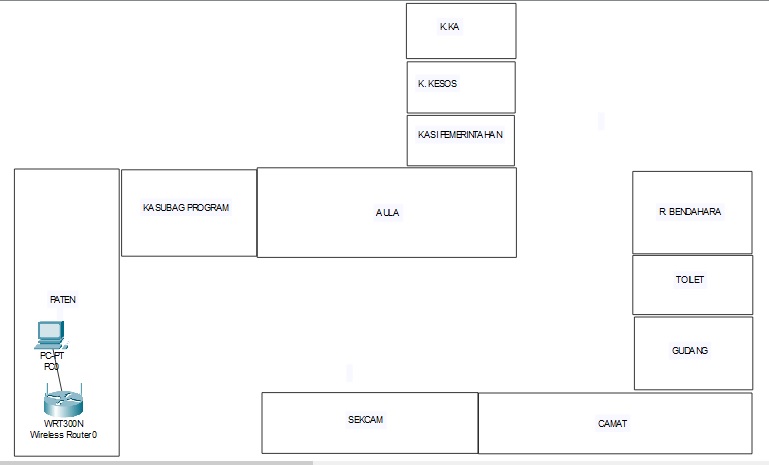 K.KA
K. KESOS
KASI PEMERINTAHAN
KASUBAG PROGRAM
AULA
R. BENDAHARA
TOILET
PATEN
PC-PT
PC0
GUDANG
WRT300N
Wireless Router0
SEKCAM
CAMAT